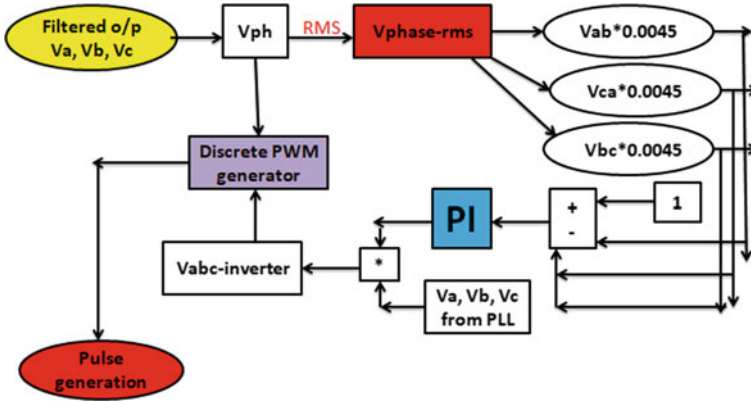 Filtered o/p
Va, Vb, Vc
Vph
RMS
Vphase-rms
Vab*0.0045
Vca*0.0045
Vbc*0.0045
Discrete PWM
generator
PI
+
-
1
Vabc-inverter
*
Va, Vb, Vc
from PLL
Pulse
generation